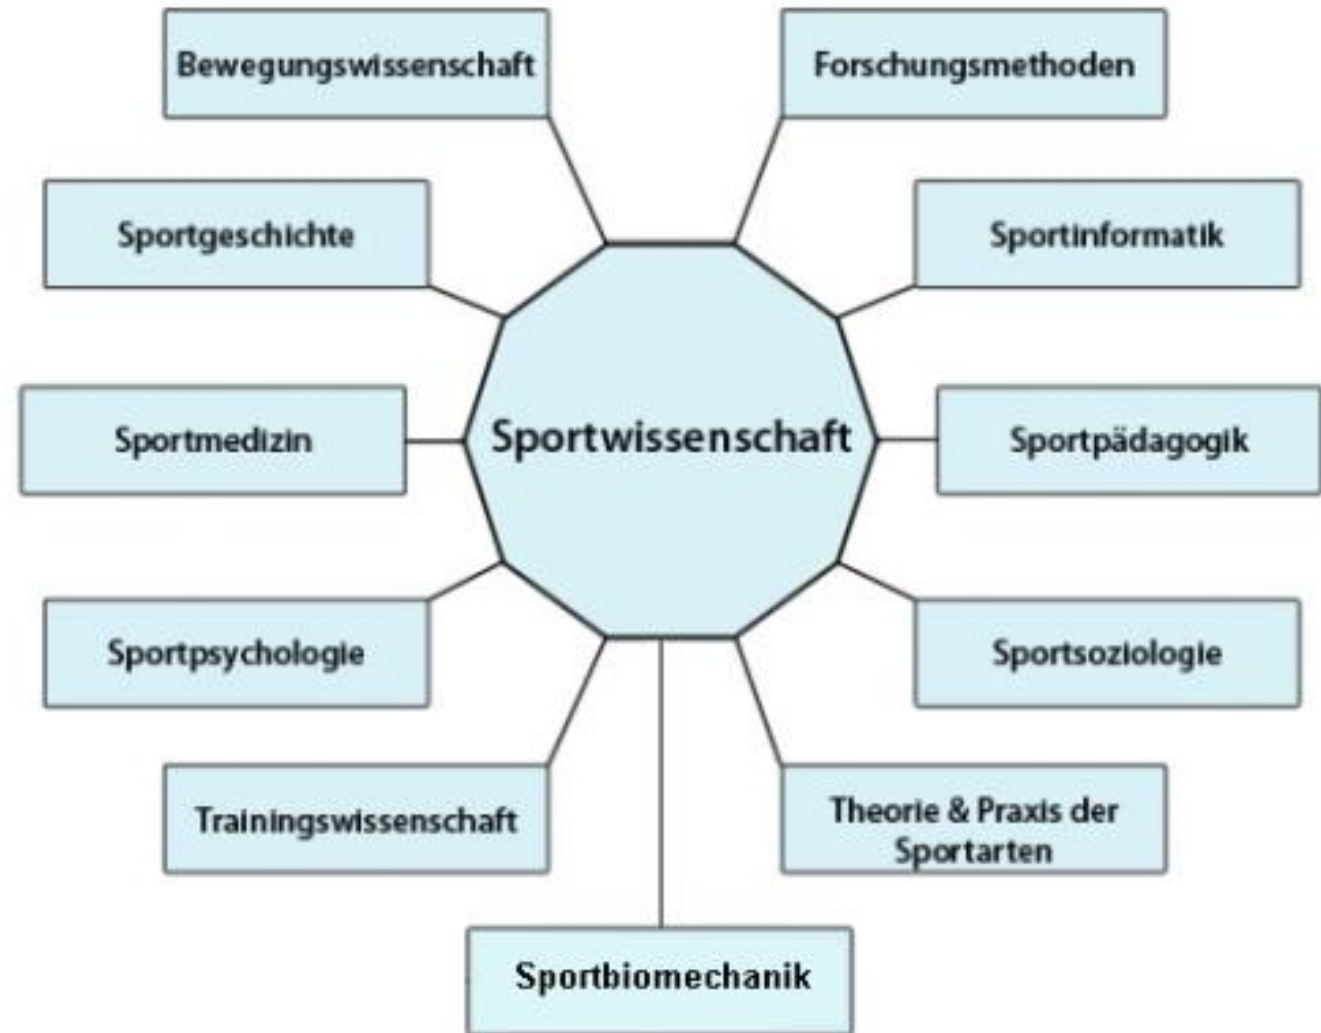 Bewegungswissenschaft
Forschungsmethoden
Sportgeschichte
Sportinformatik
Sportmedizin
Sportwissenschaft
Sportpädagogik
Sportpsychologie
Sportsoziologie
Trainingswissenschaft
Theorie & Praxis der
Sportarten
Sportbiomechanik